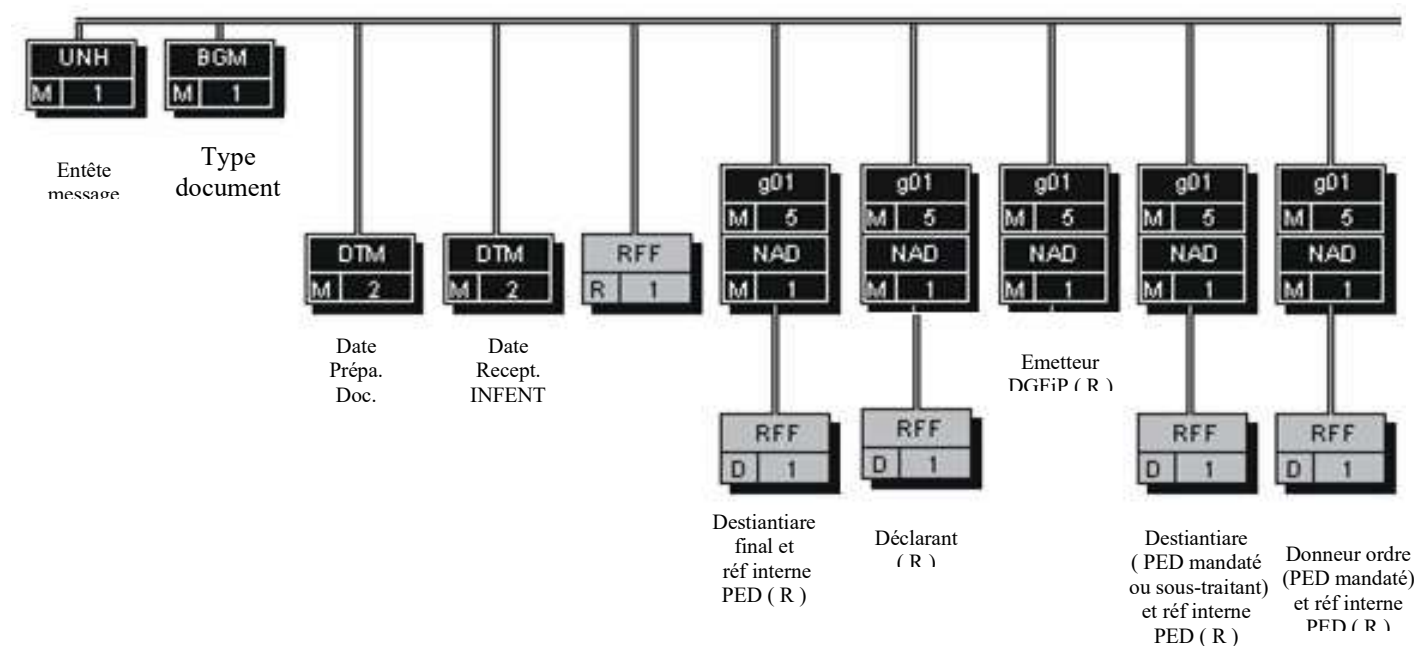 UNH
M 1
BGM
M 1
Entête
message
Type
document
DTM
M 2
DTM
M 2
RFF
R 1
g01
M 5
NAD
M 1
g01
M 5
NAD
M 1
g01
M 5
NAD
M 1
g01
M 5
NAD
M 1
g01
M 5
NAD
M 1
Date
Prépa.
Doc.
Date
Recept.
INFENT
Emetteur
DGFiP ( R )
RFF
D 1
RFF
D 1
RFF
D 1
RFF
D 1
Destiantiare
final et
réf interne
PED ( R )
Déclarant
( R )
Destiantiare
( PED mandaté
ou sous-traitant)
et réf interne
PED ( R )
Donneur ordre
(PED mandaté)
et réf interne
PED ( R )